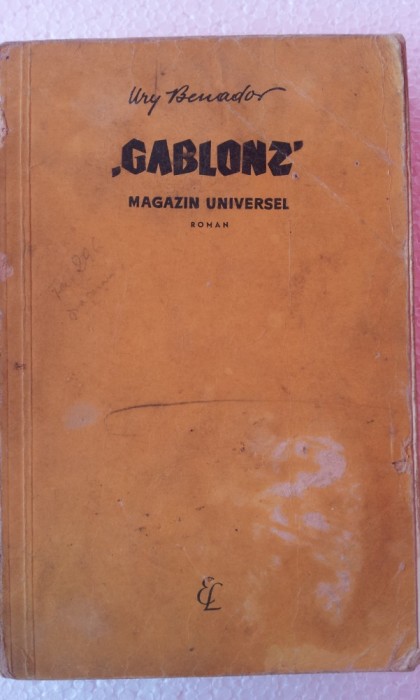 Ury Benador
‚GABLONZ’
MAGAZIN UNIVERSEL
ROMAN
EL